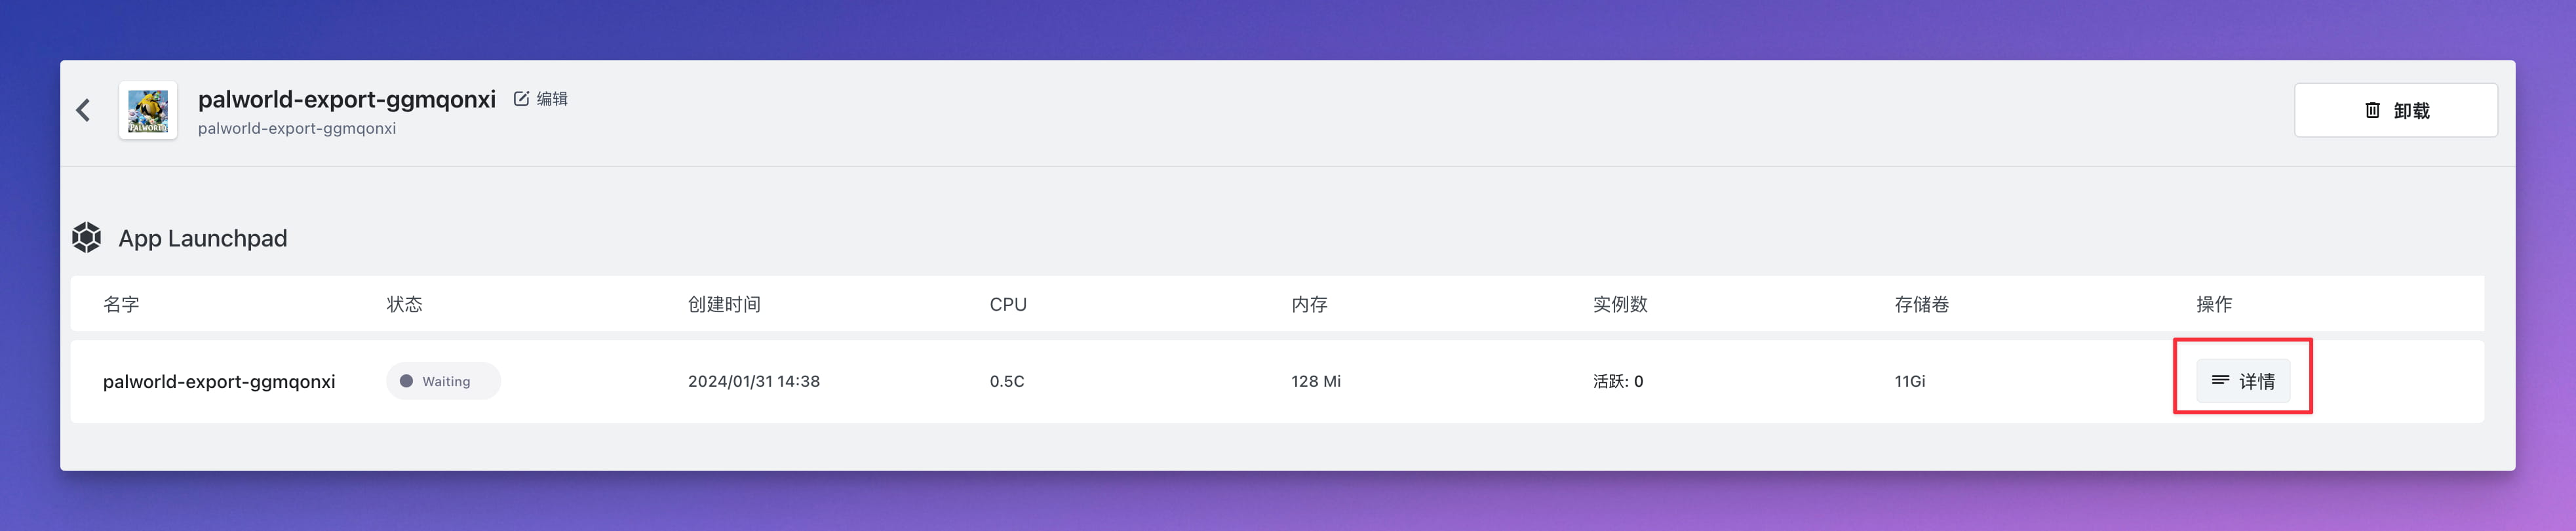 palworld-export-ggmqonxi 编辑
palworld-export-ggmqonxi
卸载
PALWORLD
App Launchpad
名字 状态 创建时间 CPU 内存 实例数 存储卷 操作
palworld-export-ggmqonxi Waiting 2024/01/31 14:38 0.5C 128 Mi 活跃: 0 11Gi 详情